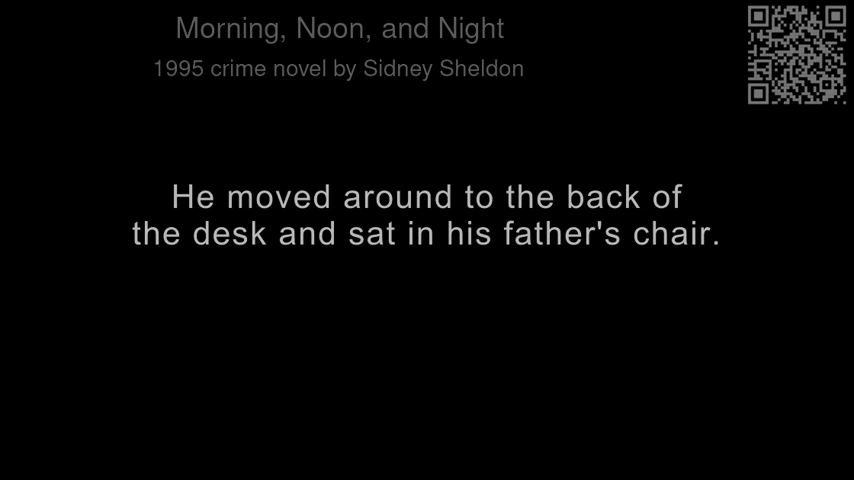 Morning, Noon, and Night
1995 crime novel by Sidney Sheldon
He moved around to the back of
the desk and sat in his father's chair.